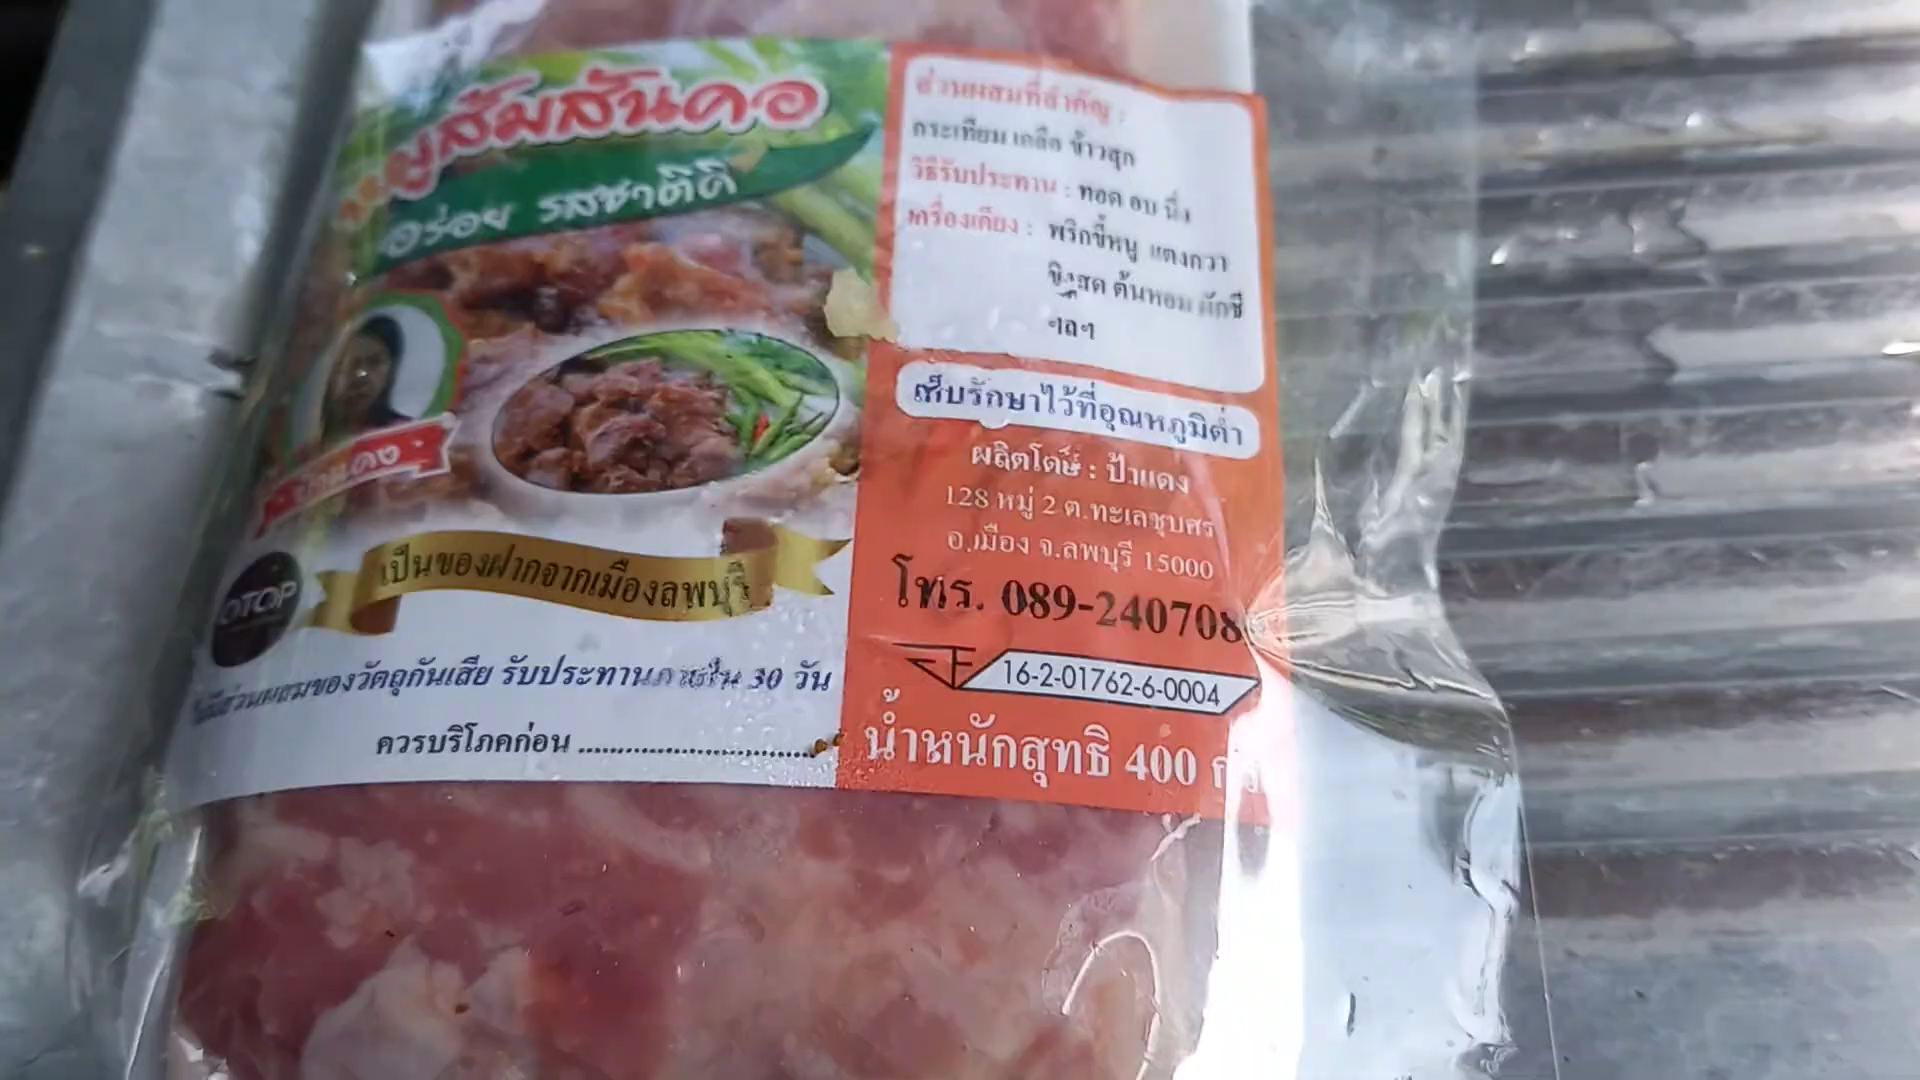 หมูส้มสันคอ
อร่อย รสชาติดี
ป้าแดง
OTOP
เป็นของฝากจากเมืองลพบุรี
ไม่มีส่วนผสมของวัตถุกันเสีย รับประทานภายใน 30 วัน
ควรบริโภคก่อน ..............................
ส่วนผสมที่สำคัญ :
กระเทียม เกลือ ข้าวสุก
วิธีรับประทาน : ทอด อบ นึ่ง
เครื่องเคียง : พริกขี้หนู แตงกวา
ขิงสด ต้นหอม ผักชี
ฯลฯ
เก็บรักษาไว้ที่อุณหภูมิต่ำ
ผลิตโดย : ป้าแดง
128 หมู่ 2 ต.ทะเลชุบศร
อ.เมือง จ.ลพบุรี 15000
โทร. 089-240708
16-2-01762-6-0004
น้ำหนักสุทธิ 400